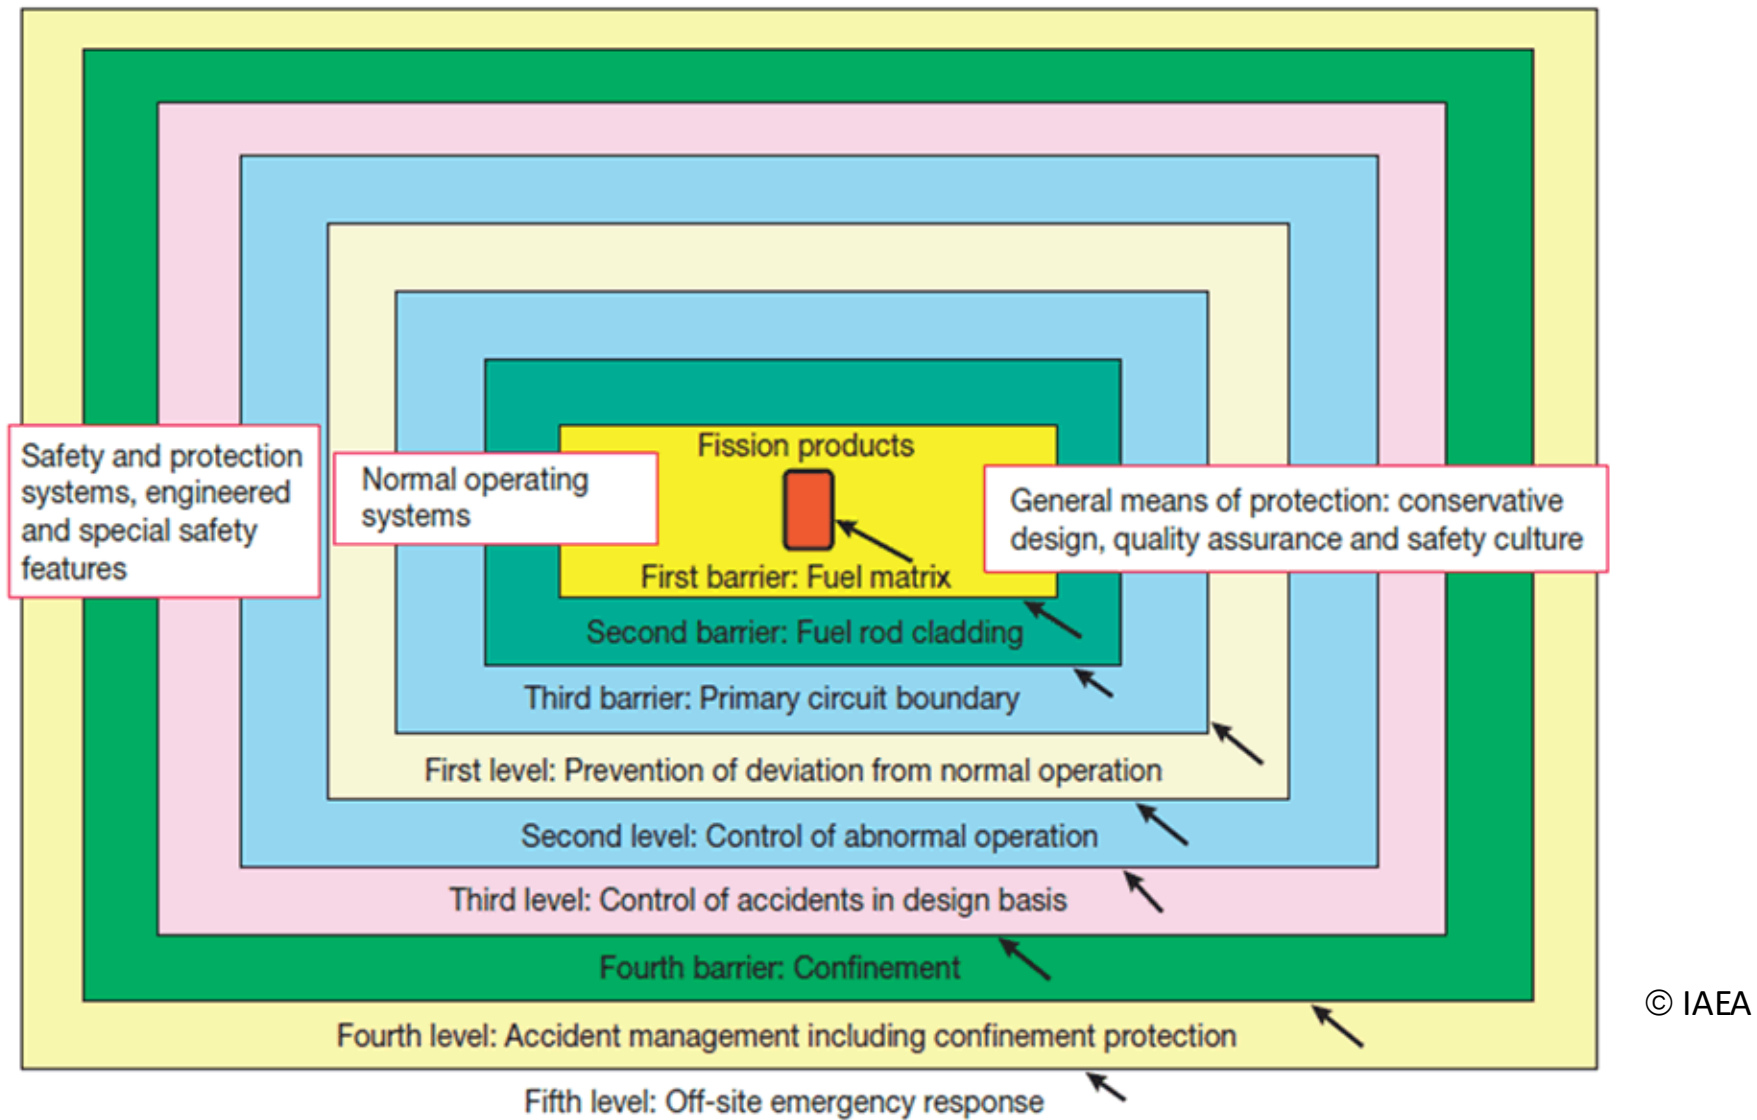 Fission products
Safety and protection
systems, engineered
and special safety
features
Normal operating
systems
General means of protection: conservative
design, quality assurance and safety culture
First barrier: Fuel matrix
Second barrier: Fuel rod cladding
Third barrier: Primary circuit boundary
First level: Prevention of deviation from normal operation
Second level: Control of abnormal operation
Third level: Control of accidents in design basis
Fourth barrier: Confinement
© IAEA
Fourth level: Accident management including confinement protection
Fifth level: Off-site emergency response